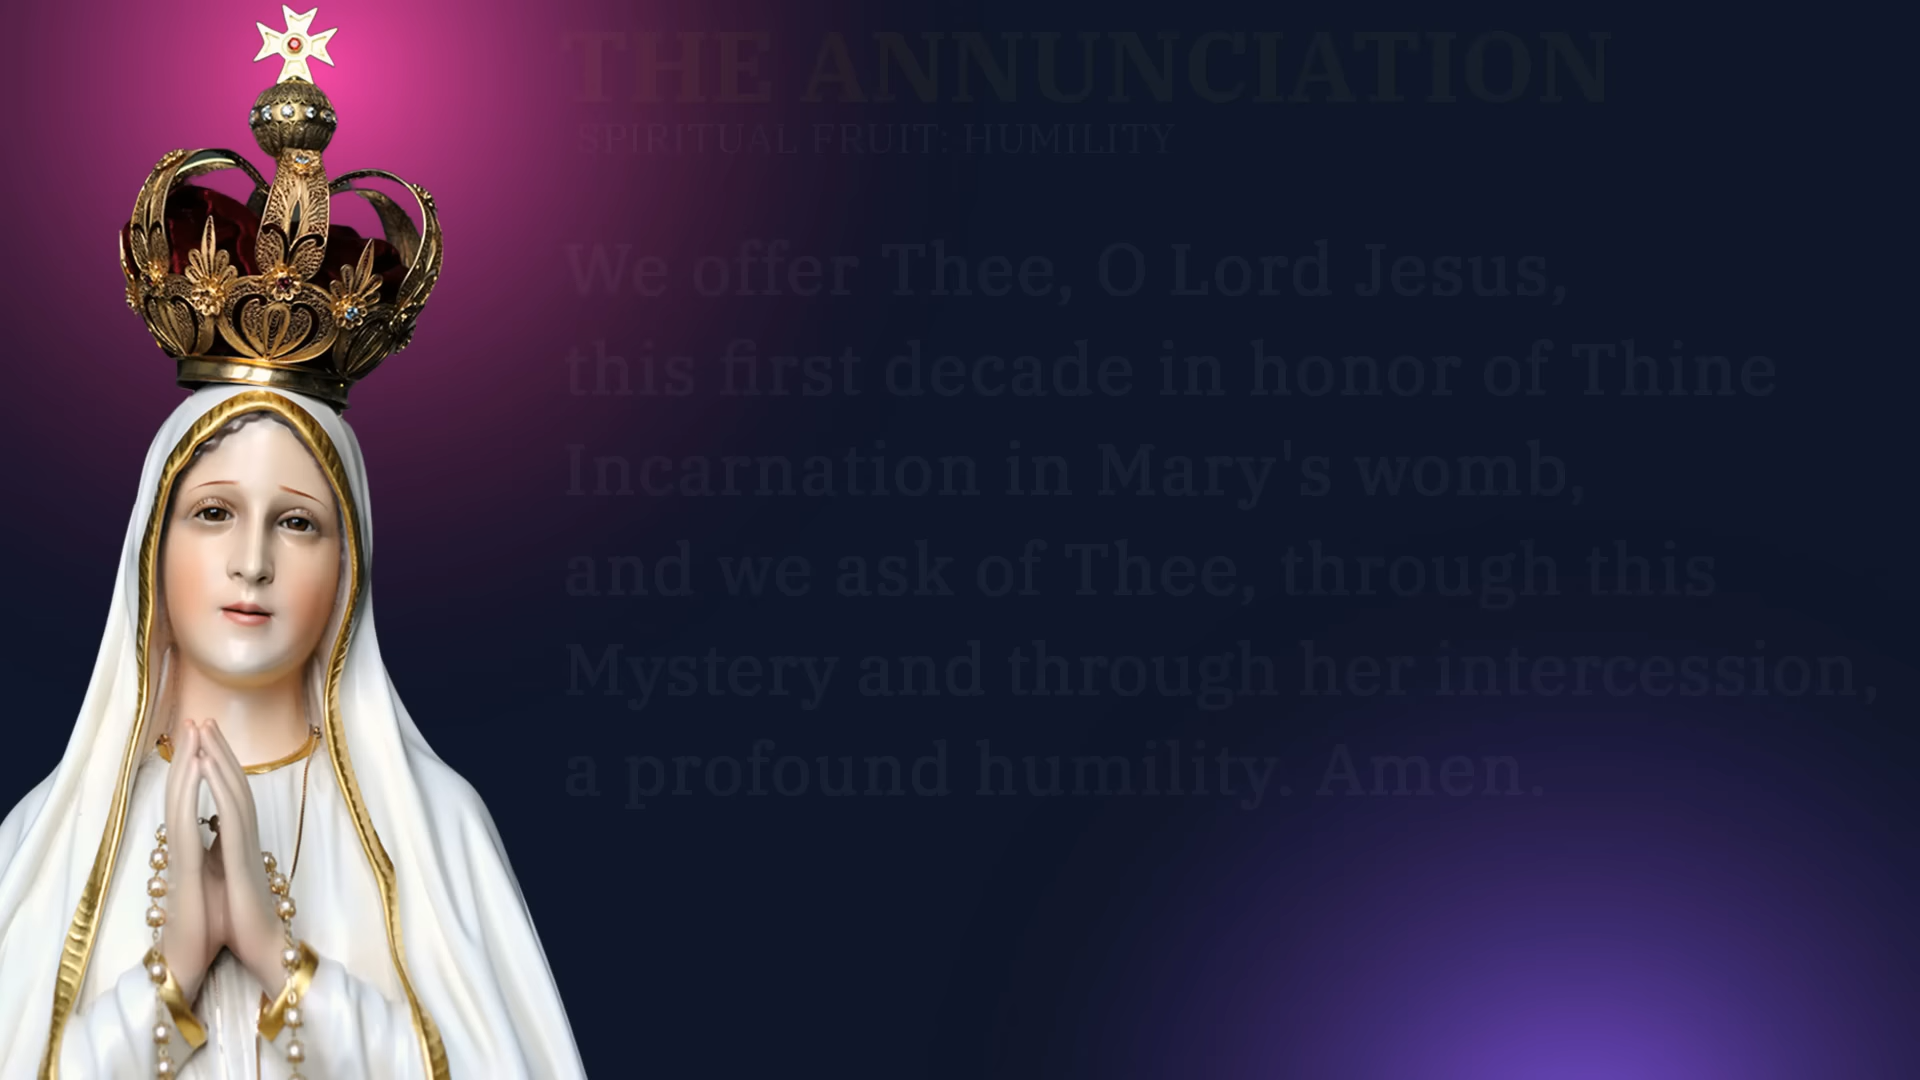 THE ANNUNCIATION
SPIRITUAL FRUIT: HUMILITY
We offer Thee, O Lord Jesus,
this first decade in honor of Thine
Incarnation in Mary's womb,
and we ask of Thee, through this
Mystery and through her intercession,
a profound humility. Amen.